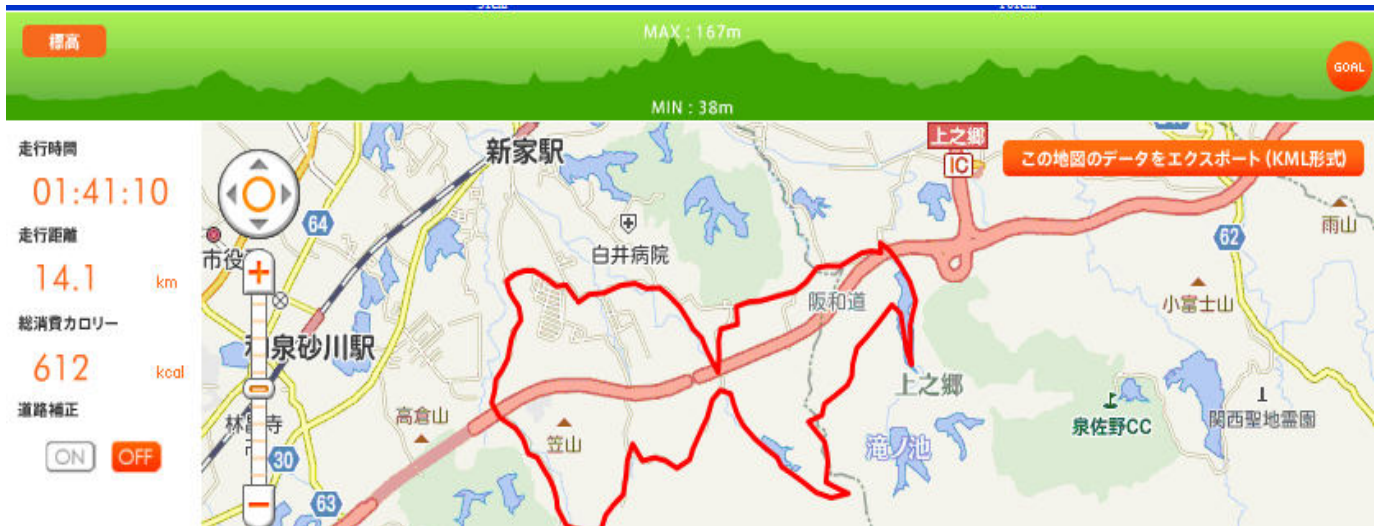 標高
MAX : 167m
GOAL
MIN : 38m
走行時間
01:41:10
走行距離
14.1 km
総消費カロリー
612 kcal
道路補正
ON OFF
新家駅
上之郷
IC
この地図のデータをエクスポート(KML形式)
64
市役
白井病院
62
雨山
阪和道
小富士山
泉砂川駅
上之郷
高倉山
泉佐野CC
関西聖地霊園
笠山
滝ノ池
30
63